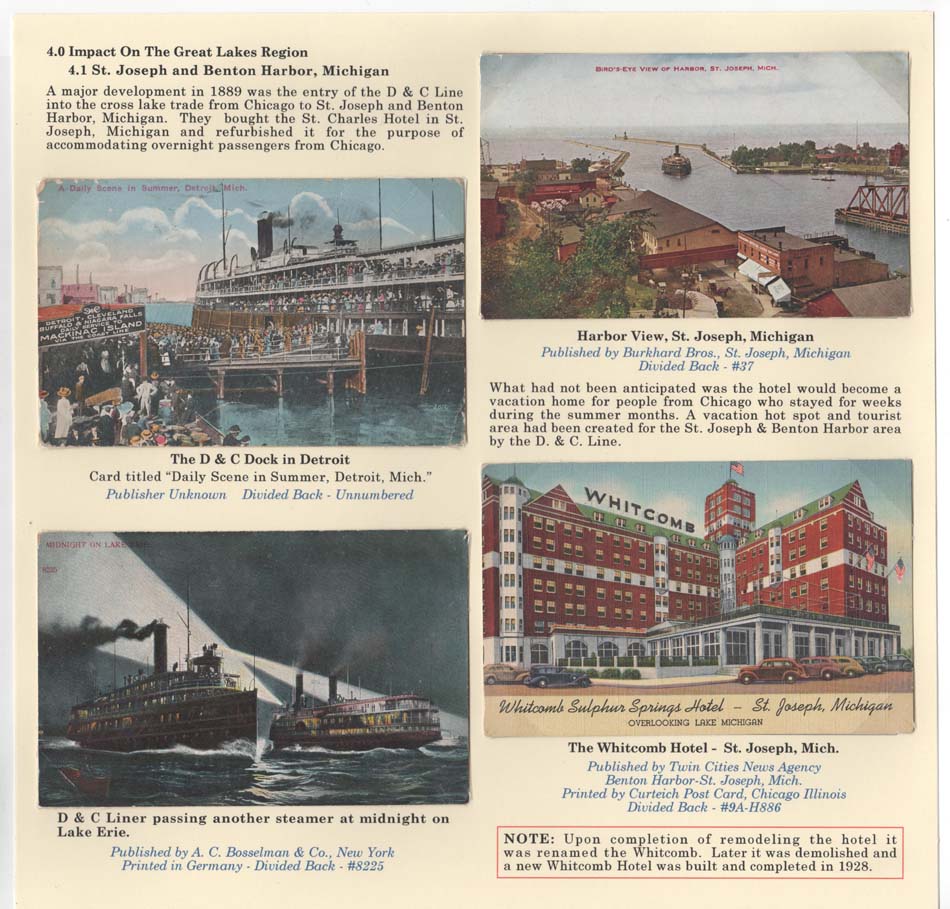 4.0 Impact On The Great Lakes Region
4.1 St. Joseph and Benton Harbor, Michigan
A major development in 1889 was the entry of the D & C Line
into the cross lake trade from Chicago to St. Joseph and Benton
Harbor, Michigan. They bought the St. Charles Hotel in St.
Joseph, Michigan and refurbished it for the purpose of
accommodating overnight passengers from Chicago.
A Daily Scene in Summer, Detroit, Mich.
DETROIT, CLEVELAND
BUFFALO & NIAGARA FALLS
DAILY SERVICE
MACKINAC ISLAND
VIA THE COAST LINE
The D & C Dock in Detroit
Card titled “Daily Scene in Summer, Detroit, Mich.”
Publisher Unknown Divided Back - Unnumbered
MIDNIGHT ON LAKE ERIE
8225
D & C Liner passing another steamer at midnight on
Lake Erie.
Published by A. C. Bosselman & Co., New York
Printed in Germany - Divided Back - #8225
BIRD'S-EYE VIEW OF HARBOR, ST. JOSEPH, MICH.
Harbor View, St. Joseph, Michigan
Published by Burkhard Bros., St. Joseph, Michigan
Divided Back - #37
What had not been anticipated was the hotel would become a
vacation home for people from Chicago who stayed for weeks
during the summer months. A vacation hot spot and tourist
area had been created for the St. Joseph & Benton Harbor area
by the D. & C. Line.
WHITCOMB
Whitcomb Sulphur Springs Hotel – St. Joseph, Michigan
OVERLOOKING LAKE MICHIGAN
The Whitcomb Hotel - St. Joseph, Mich.
Published by Twin Cities News Agency
Benton Harbor-St. Joseph, Mich.
Printed by Curteich Post Card, Chicago Illinois
Divided Back - #9A-H886
NOTE: Upon completion of remodeling the hotel it
was renamed the Whitcomb. Later it was demolished and
a new Whitcomb Hotel was built and completed in 1928.